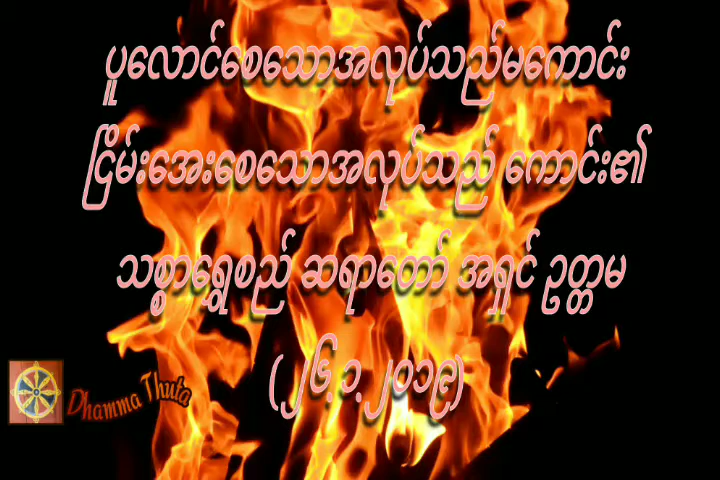 ပူလောင်စေသောအလုပ်သည်မကောင်း
ငြိမ်းအေးစေသောအလုပ်သည် ကောင်း၏
သစ္စာရွှေစည် ဆရာတော် အရှင် ဥတ္တမ
(၂၆.၁.၂၀၁၉)
Dhamma Thuta